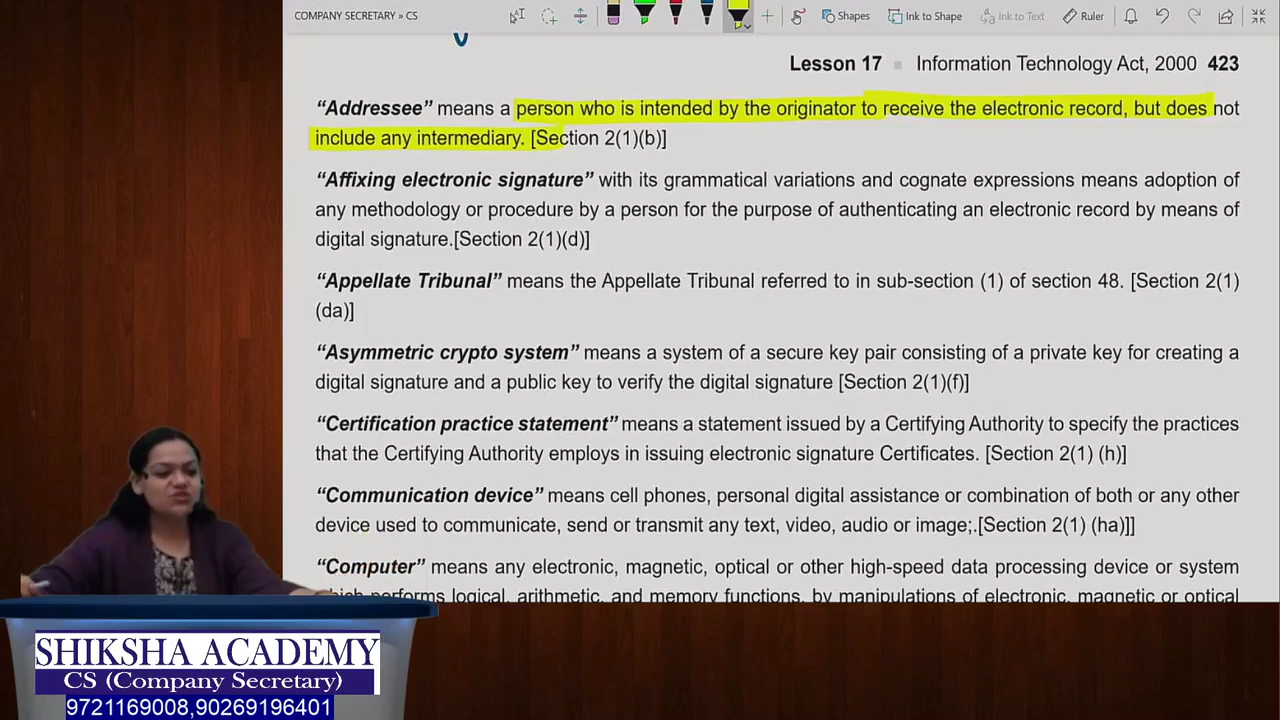 COMPANY SECRETARY » CS
Shapes
Ink to Shape
Ink to Text
Ruler
Lesson 17 Information Technology Act, 2000 423
“Addressee” means a person who is intended by the originator to receive the electronic record, but does not
include any intermediary. [Section 2(1)(b)]
“Affixing electronic signature” with its grammatical variations and cognate expressions means adoption of
any methodology or procedure by a person for the purpose of authenticating an electronic record by means of
digital signature.[Section 2(1)(d)]
“Appellate Tribunal” means the Appellate Tribunal referred to in sub-section (1) of section 48. [Section 2(1)
(da)]
“Asymmetric crypto system” means a system of a secure key pair consisting of a private key for creating a
digital signature and a public key to verify the digital signature [Section 2(1)(f)]
“Certification practice statement” means a statement issued by a Certifying Authority to specify the practices
that the Certifying Authority employs in issuing electronic signature Certificates. [Section 2(1) (h)]
“Communication device” means cell phones, personal digital assistance or combination of both or any other
device used to communicate, send or transmit any text, video, audio or image;.[Section 2(1) (ha)]]
“Computer” means any electronic, magnetic, optical or other high-speed data processing device or system
which performs logical, arithmetic, and memory functions, by manipulations of electronic, magnetic or optical
SHIKSHA ACADEMY
CS (Company Secretary)
9721169008,90269196401